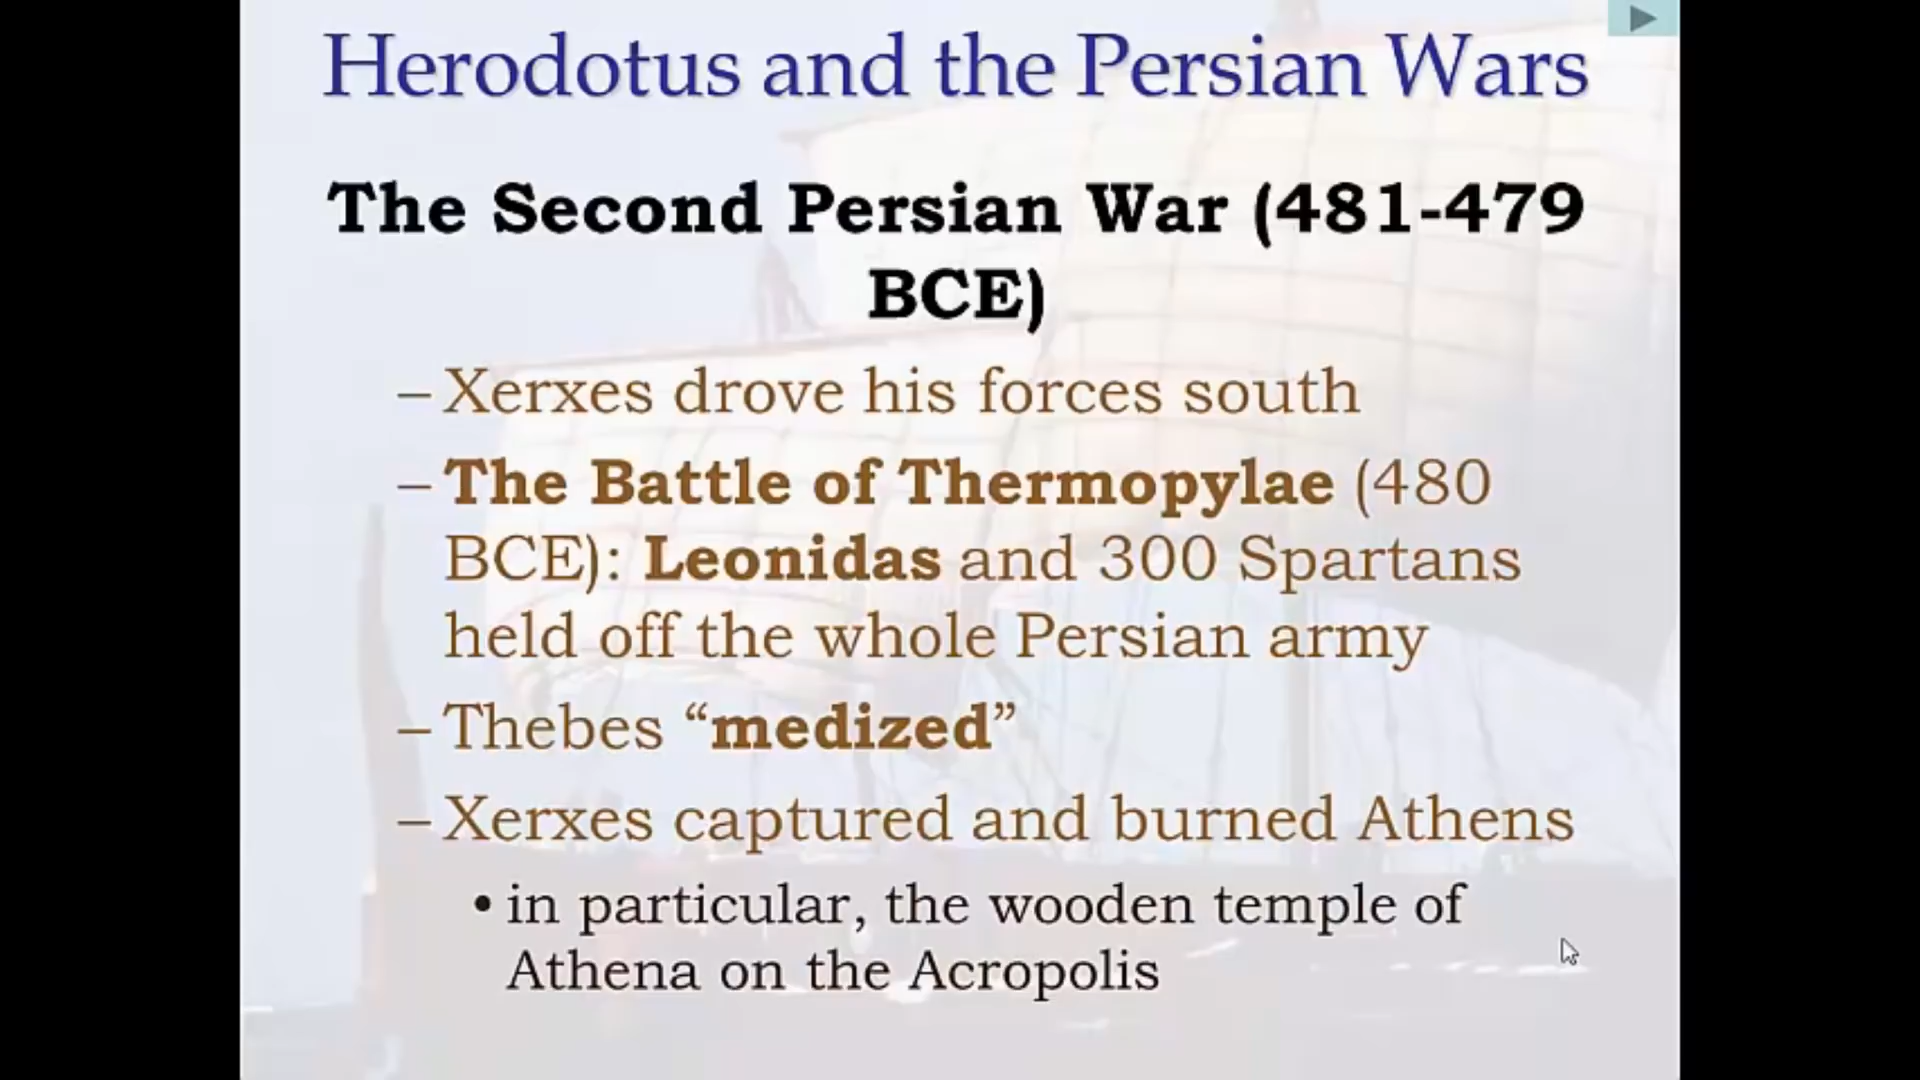 Herodotus and the Persian Wars
The Second Persian War (481-479
BCE)
– Xerxes drove his forces south
– The Battle of Thermopylae (480
BCE): Leonidas and 300 Spartans
held off the whole Persian army
– Thebes “medized”
– Xerxes captured and burned Athens
• in particular, the wooden temple of
Athena on the Acropolis